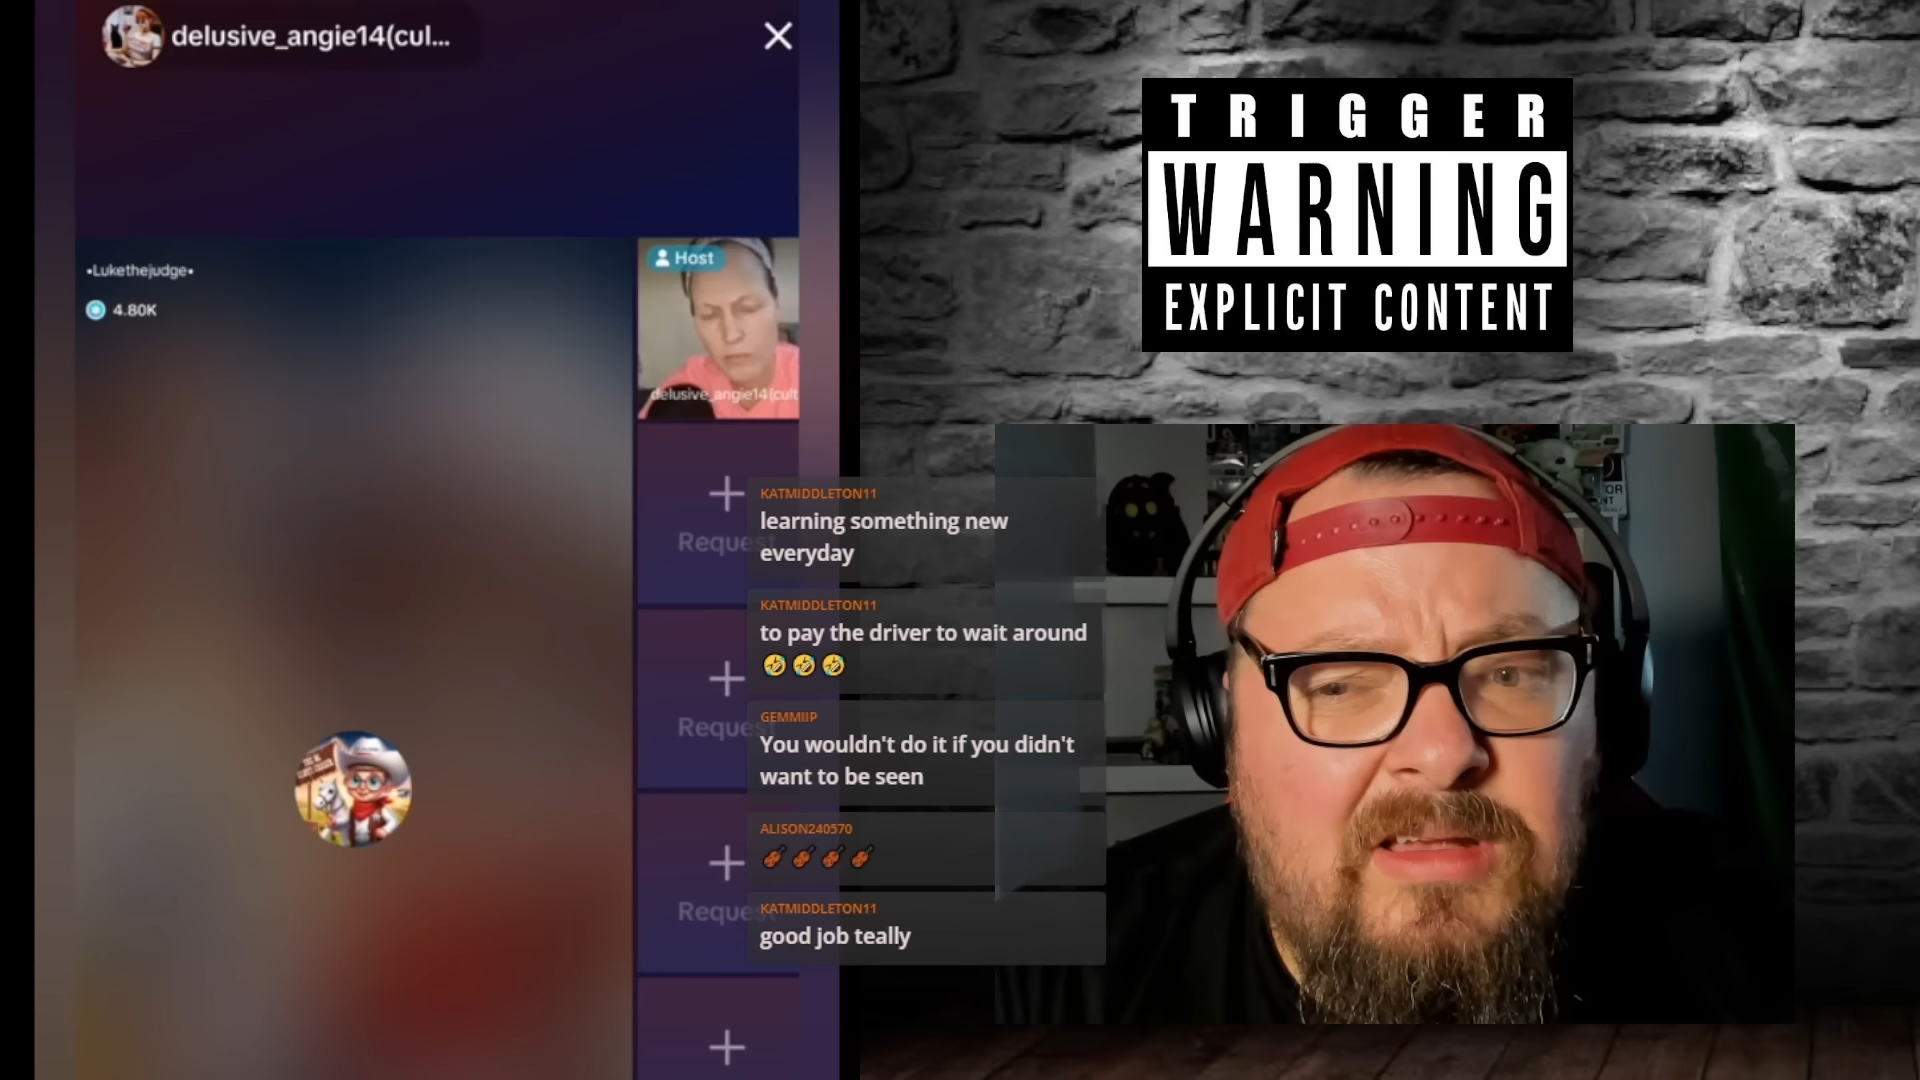 delusive_angie14(cul...
•Lukethejudge•
4.80K
Host
delusive_angie14(cult
Request
Request
Request
TRIGGER
WARNING
EXPLICIT CONTENT
KATMIDDLETON11
learning something new
everyday
KATMIDDLETON11
to pay the driver to wait around
🤣🤣🤣
GEMMIIP
You wouldn't do it if you didn't
want to be seen
ALISON240570
🎻🎻🎻🎻
KATMIDDLETON11
good job teally